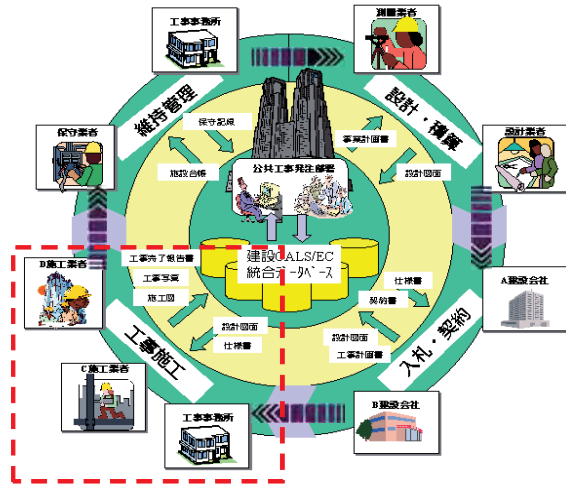 工事事務所
測量業者
維持管理
設計・積算
保守記録
事業計画書
保守業者
設計業者
施設台帳
公共工事発注部署
設計図面
工事完了報告書
建設CALS/EC
統合データベース
D施工業者
工事写真
仕様書
A建設会社
施工図
契約書
設計図面
仕様書
設計図面
工事計画書
工事施工
入札・契約
C施工業者
工事事務所
B建設会社